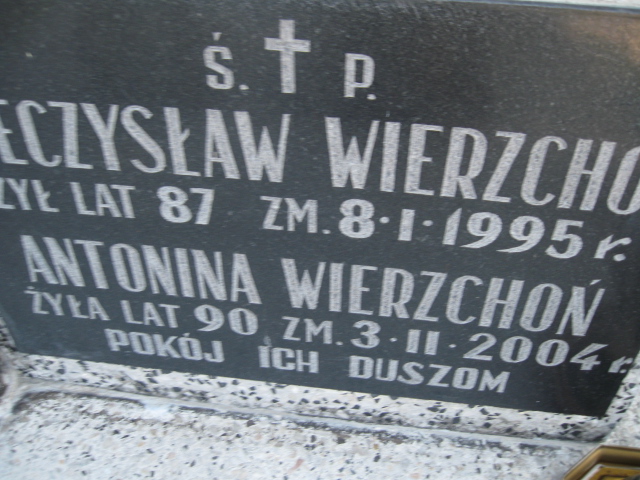 Ś. P.
ECZYSŁAW WIERZCHO
ŻYŁ LAT 87 ZM. 8·I·1995 r.
ANTONINA WIERZCHOŃ
ŻYŁA LAT 90 ZM. 3·II·2004 r.
POKÓJ ICH DUSZOM